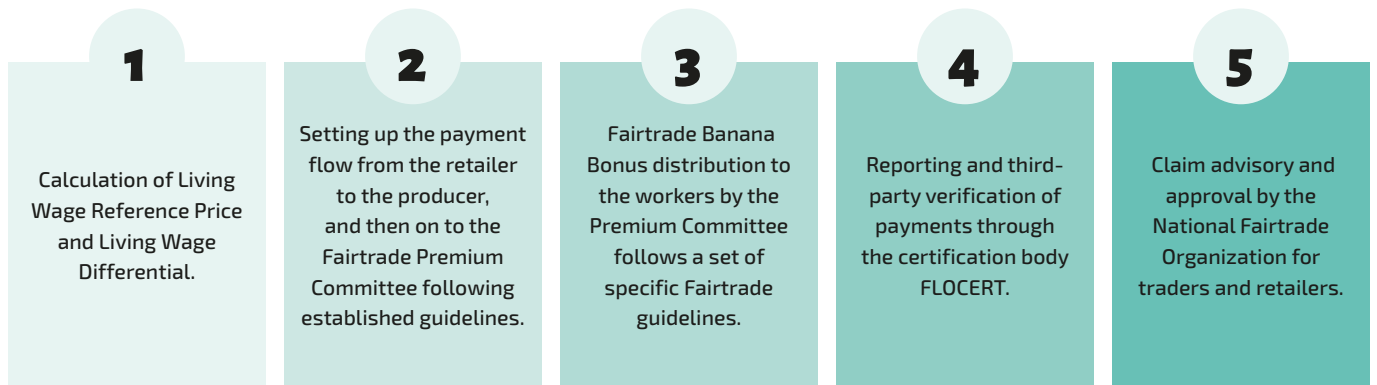 1
Calculation of Living
Wage Reference Price
and Living Wage
Differential.
2
Setting up the payment
flow from the retailer
to the producer,
and then on to the
Fairtrade Premium
Committee following
established guidelines.
3
Fairtrade Banana
Bonus distribution to
the workers by the
Premium Committee
follows a set of
specific Fairtrade
guidelines.
4
Reporting and third-
party verification of
payments through
the certification body
FLOCERT.
5
Claim advisory and
approval by the
National Fairtrade
Organization for
traders and retailers.